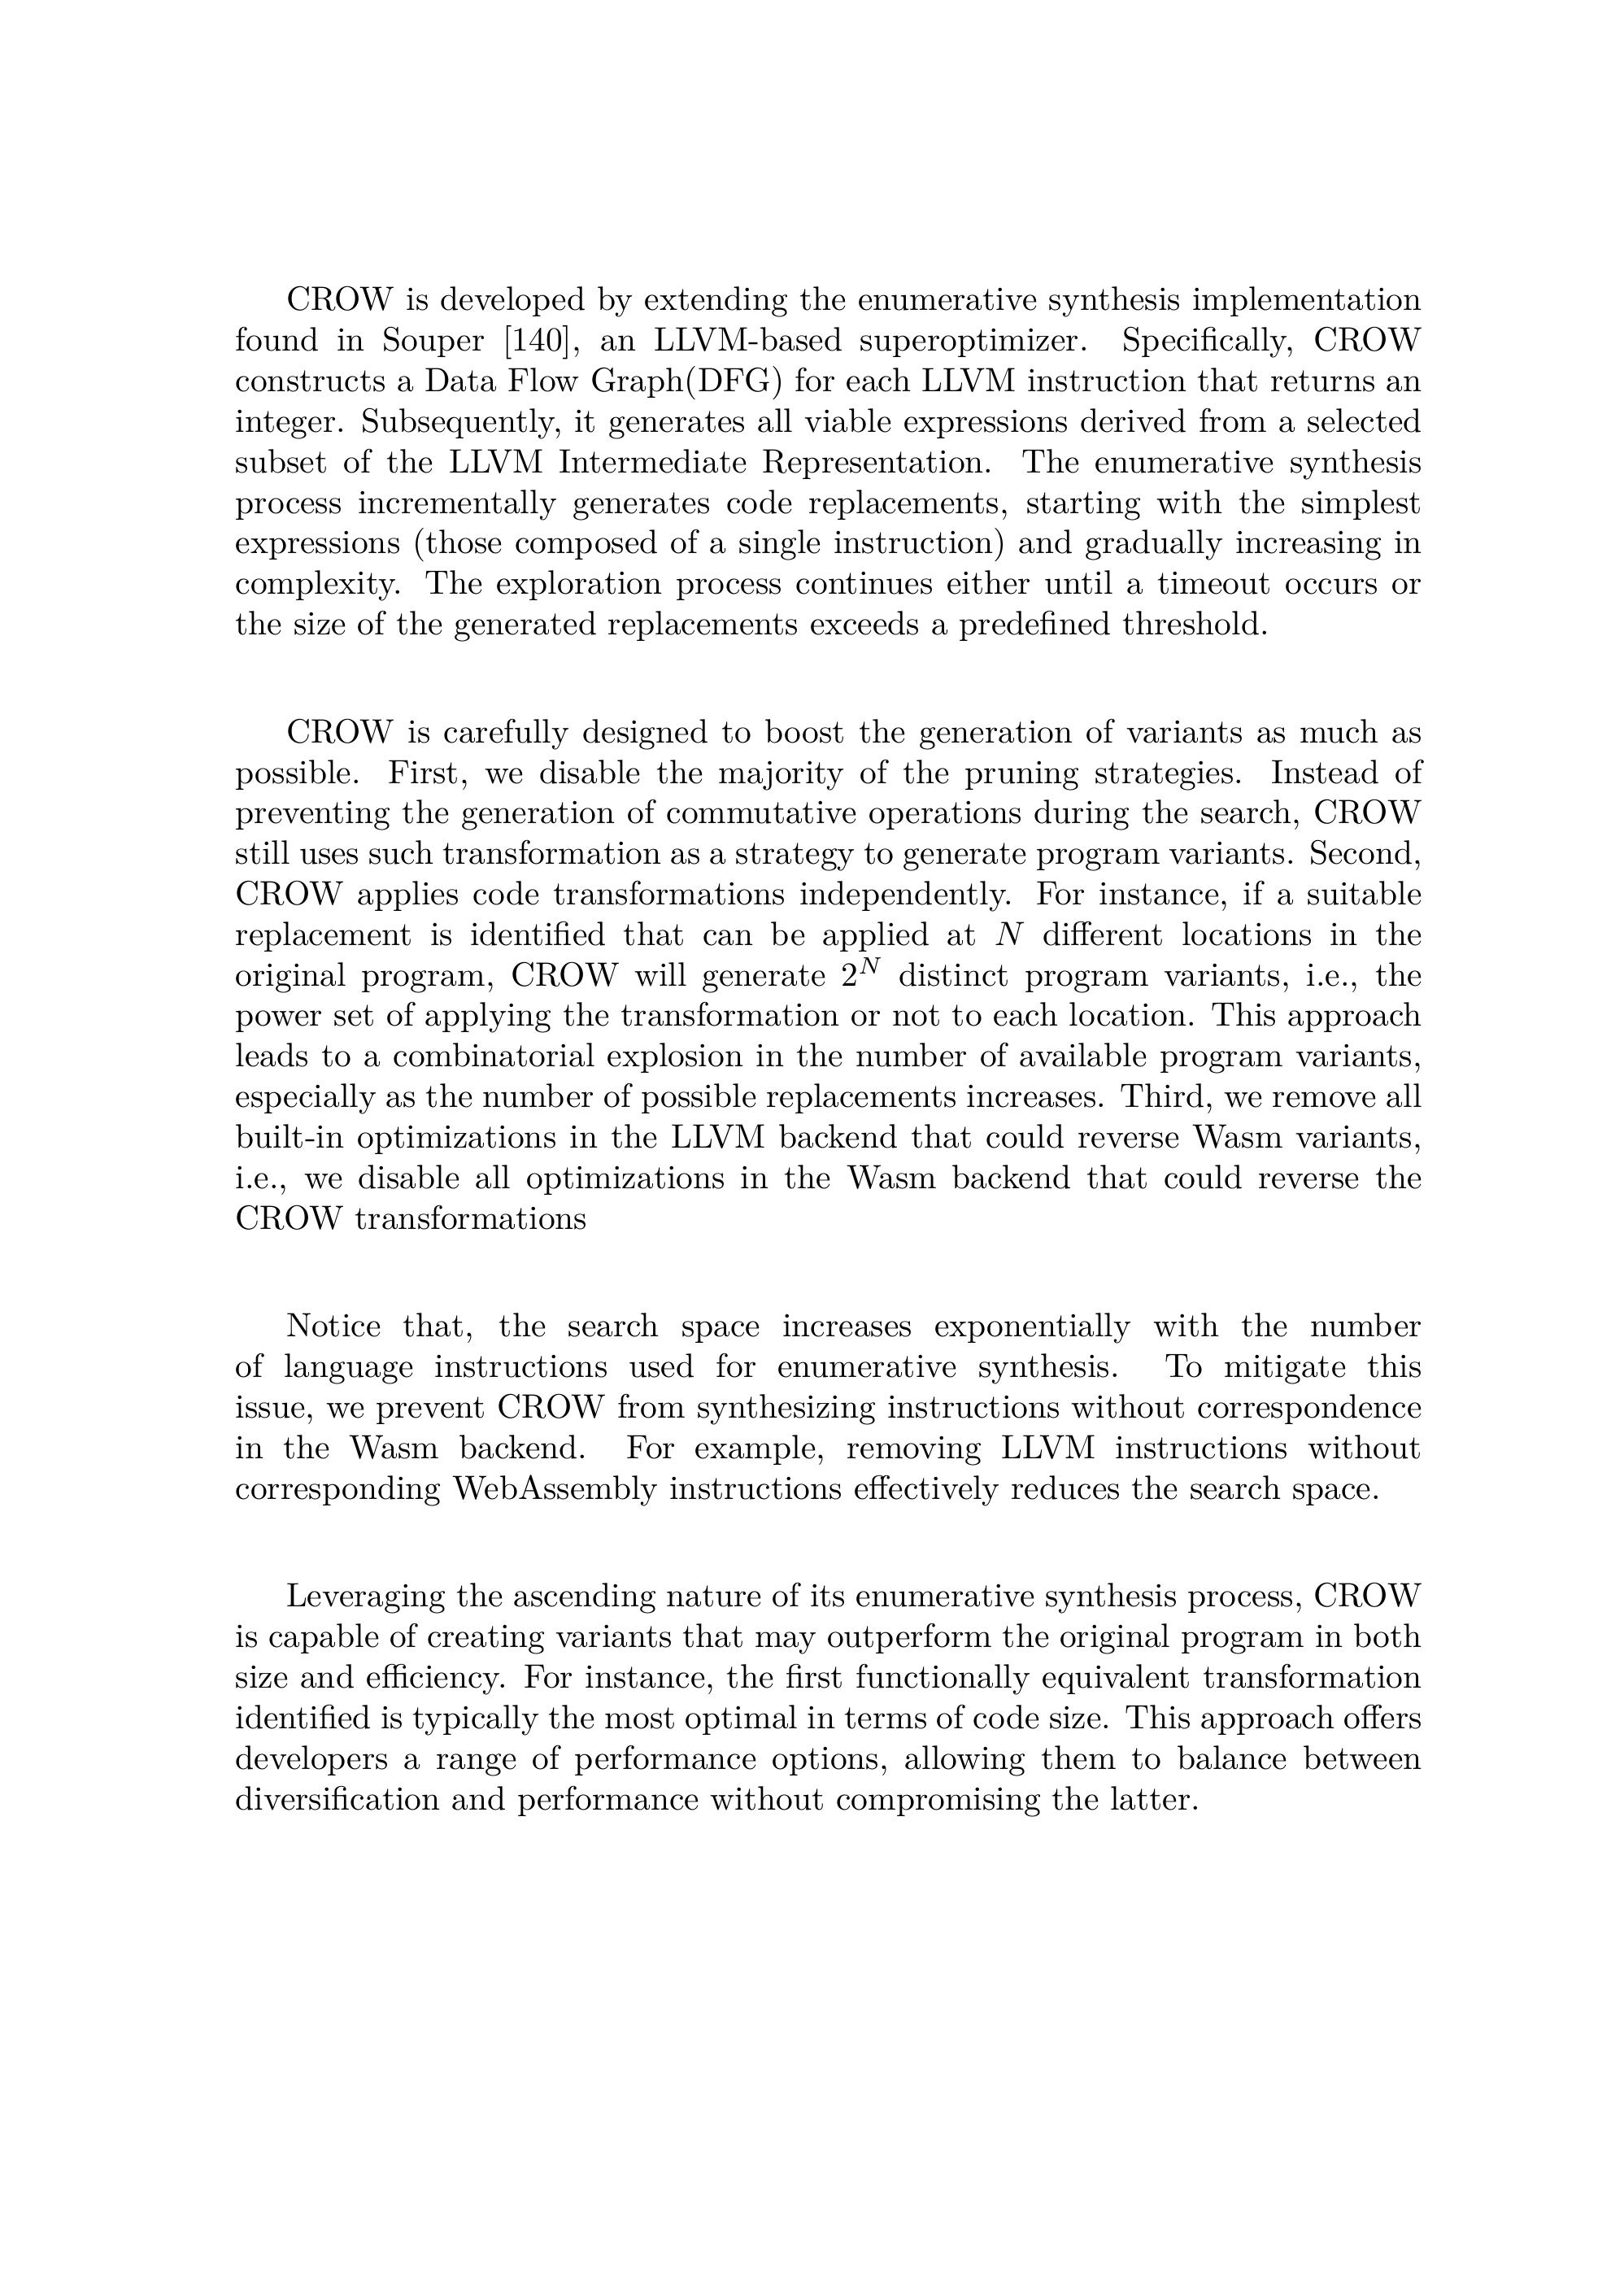 CROW is developed by extending the enumerative synthesis implementation
found in Souper [140], an LLVM-based superoptimizer. Specifically, CROW
constructs a Data Flow Graph(DFG) for each LLVM instruction that returns an
integer. Subsequently, it generates all viable expressions derived from a selected
subset of the LLVM Intermediate Representation. The enumerative synthesis
process incrementally generates code replacements, starting with the simplest
expressions (those composed of a single instruction) and gradually increasing in
complexity. The exploration process continues either until a timeout occurs or
the size of the generated replacements exceeds a predefined threshold.
CROW is carefully designed to boost the generation of variants as much as
possible. First, we disable the majority of the pruning strategies. Instead of
preventing the generation of commutative operations during the search, CROW
still uses such transformation as a strategy to generate program variants. Second,
CROW applies code transformations independently. For instance, if a suitable
replacement is identified that can be applied at N different locations in the
original program, CROW will generate 2^N distinct program variants, i.e., the
power set of applying the transformation or not to each location. This approach
leads to a combinatorial explosion in the number of available program variants,
especially as the number of possible replacements increases. Third, we remove all
built-in optimizations in the LLVM backend that could reverse Wasm variants,
i.e., we disable all optimizations in the Wasm backend that could reverse the
CROW transformations
Notice that, the search space increases exponentially with the number
of language instructions used for enumerative synthesis. To mitigate this
issue, we prevent CROW from synthesizing instructions without correspondence
in the Wasm backend. For example, removing LLVM instructions without
corresponding WebAssembly instructions effectively reduces the search space.
Leveraging the ascending nature of its enumerative synthesis process, CROW
is capable of creating variants that may outperform the original program in both
size and efficiency. For instance, the first functionally equivalent transformation
identified is typically the most optimal in terms of code size. This approach offers
developers a range of performance options, allowing them to balance between
diversification and performance without compromising the latter.